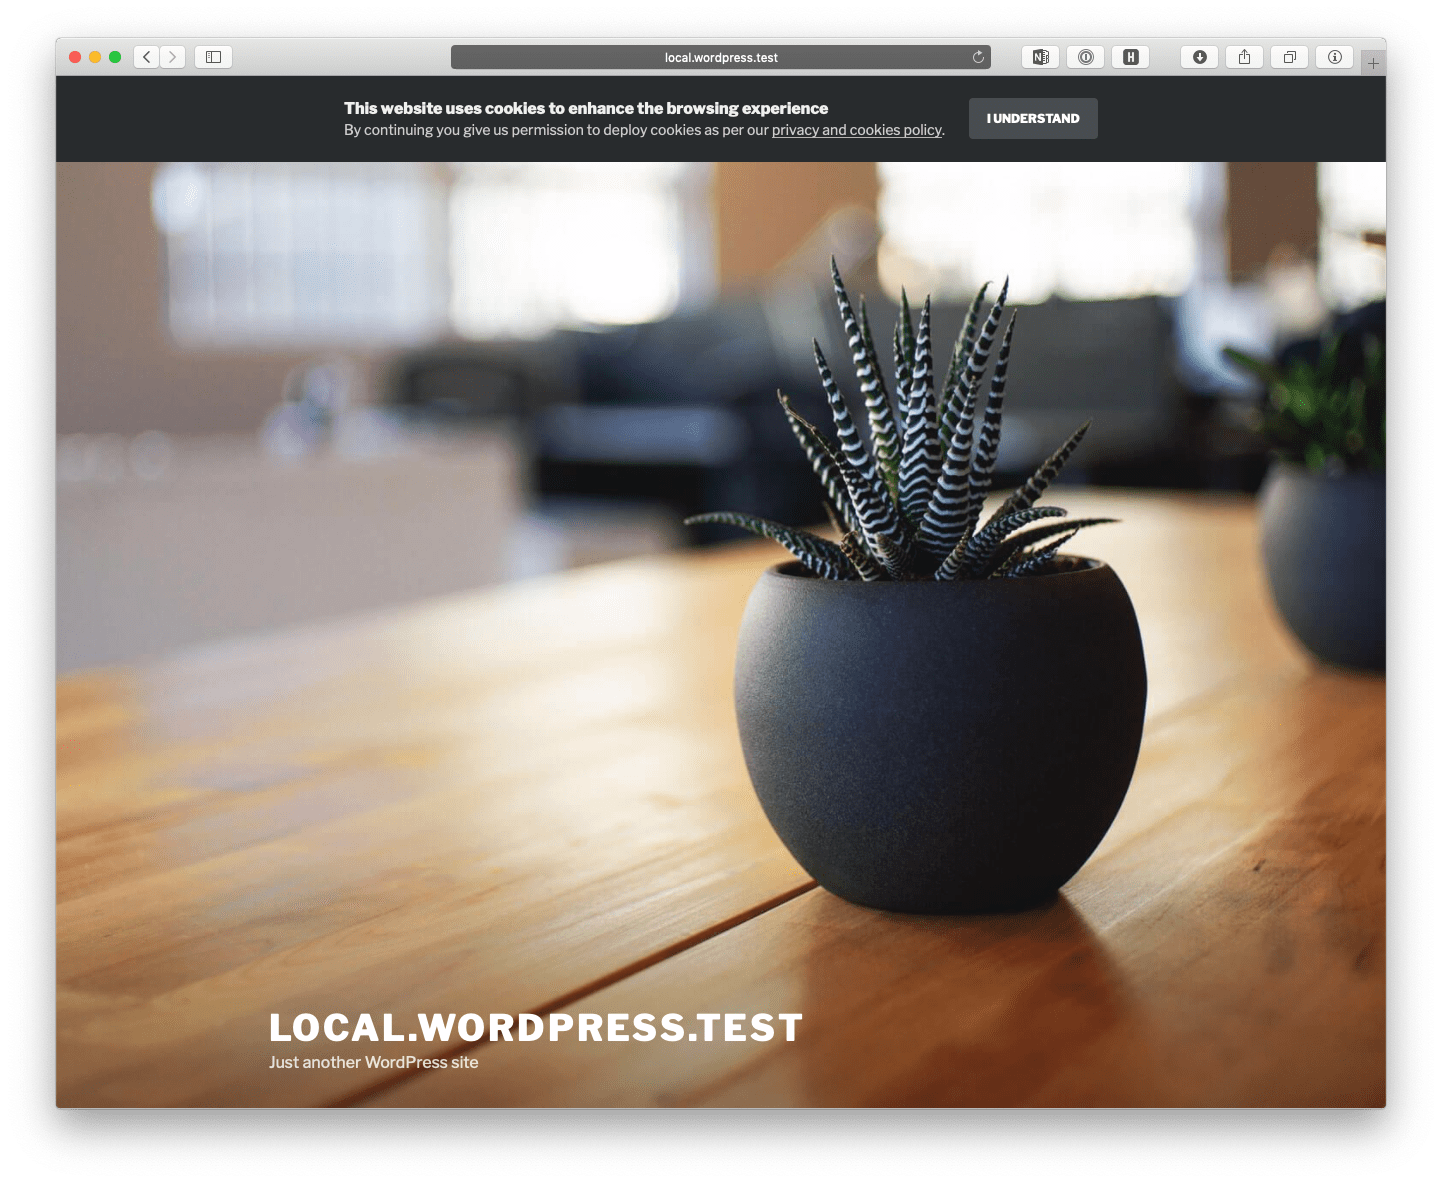 local.wordpress.test
This website uses cookies to enhance the browsing experience
By continuing you give us permission to deploy cookies as per our privacy and cookies policy.
I UNDERSTAND
LOCAL.WORDPRESS.TEST
Just another WordPress site